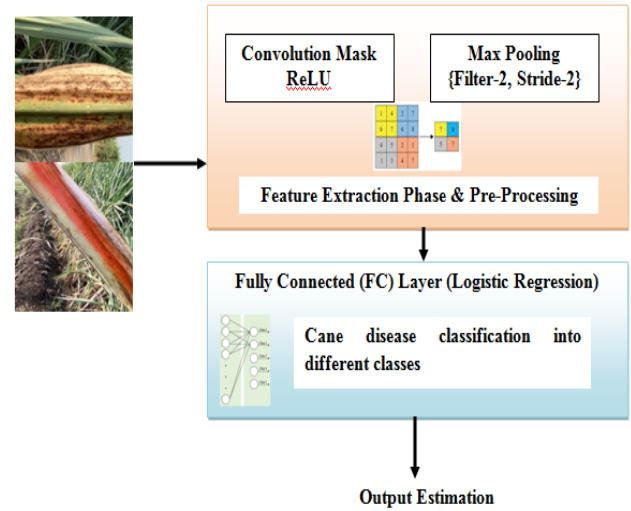 Convolution Mask
ReLU
Max Pooling
{Filter-2, Stride-2}
Feature Extraction Phase & Pre-Processing
Fully Connected (FC) Layer (Logistic Regression)
Cane disease classification into
different classes
Output Estimation